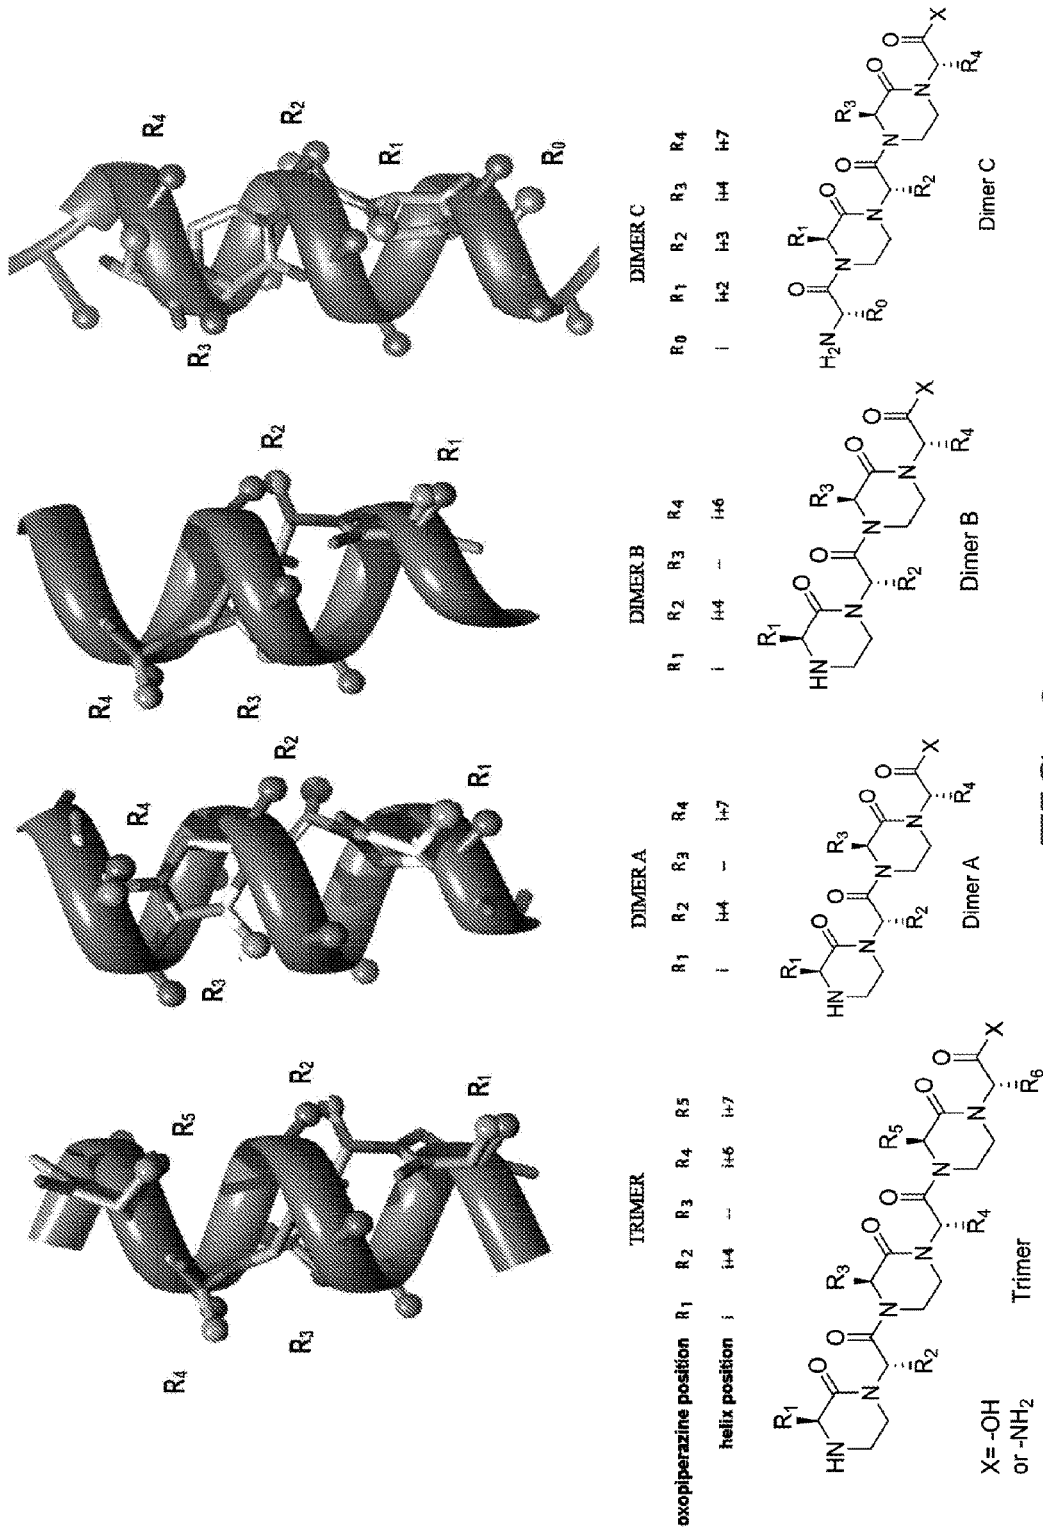 R4
R5
R3
R2
R1
R4
R3
R2
R1
R4
R3
R2
R1
R4
R3
R2
R1
R0
TRIMER DIMER A DIMER B DIMER C
oxopiperazine position R1 R2 R3 R4 R5 R1 R2 R3 R4 R1 R2 R3 R4 R0 R1 R2 R3 R4
helix position i i+4 -- i+6 i+7 i i+4 -- i+7 i i+4 -- i+6 i i+2 i+3 i+4 i+7
R1 O HN N R2 O R3 O N N R4 O R5 O N N R6 O X
X= -OH
or -NH2
Trimer
R1 O HN N R2 O R3 O N N R4 O X
Dimer A
R1 O HN N R2 O R3 O N N R4 O X
Dimer B
H2N R0 O R1 O N N R2 O R3 O N N R4 O X
Dimer C